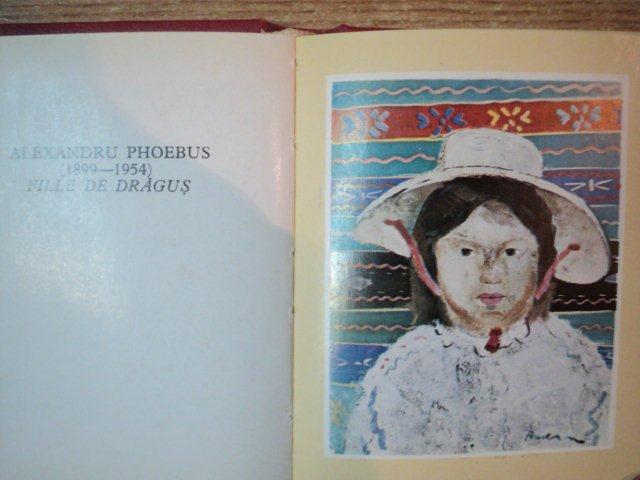 ALEXANDRU PHOEBUS
(1899—1954)
FILLE DE DRĂGUȘ